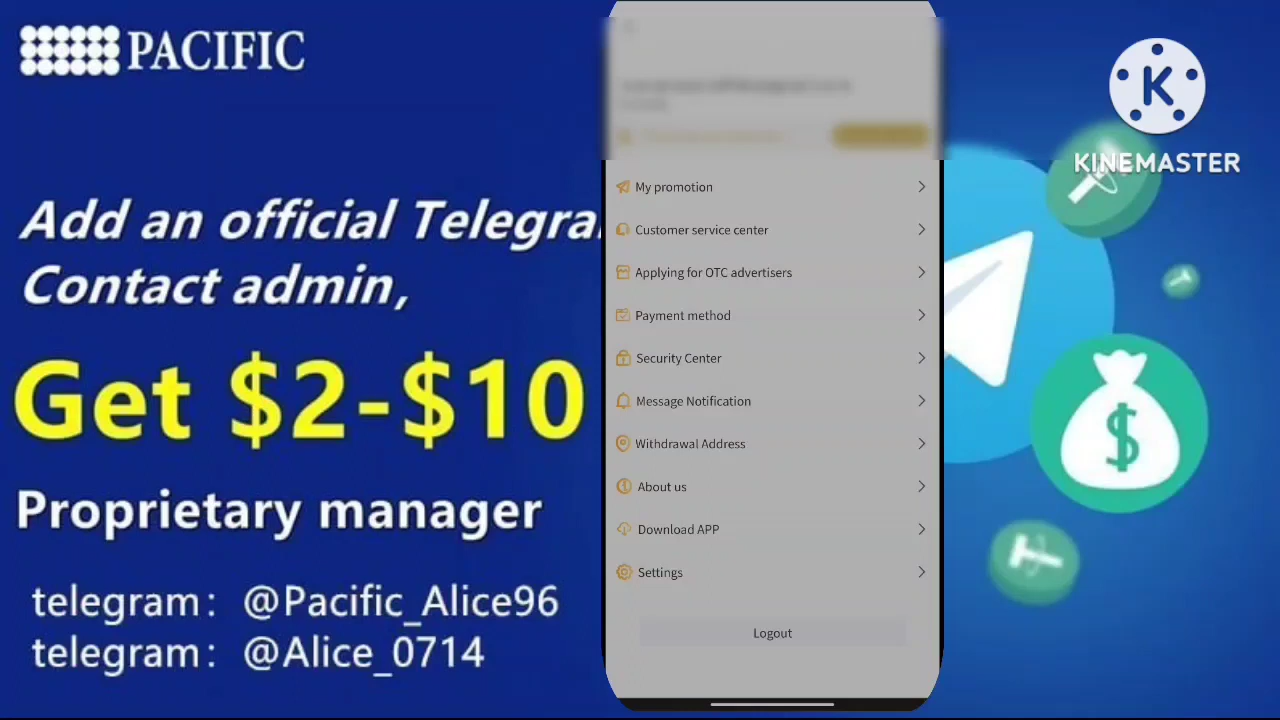 PACIFIC
KINEMASTER
Add an official Telegra
Contact admin,
Get $2-$10
Proprietary manager
telegram: @Pacific_Alice96
telegram: @Alice_0714
My promotion
Customer service center
Applying for OTC advertisers
Payment method
Security Center
Message Notification
Withdrawal Address
About us
Download APP
Settings
Logout